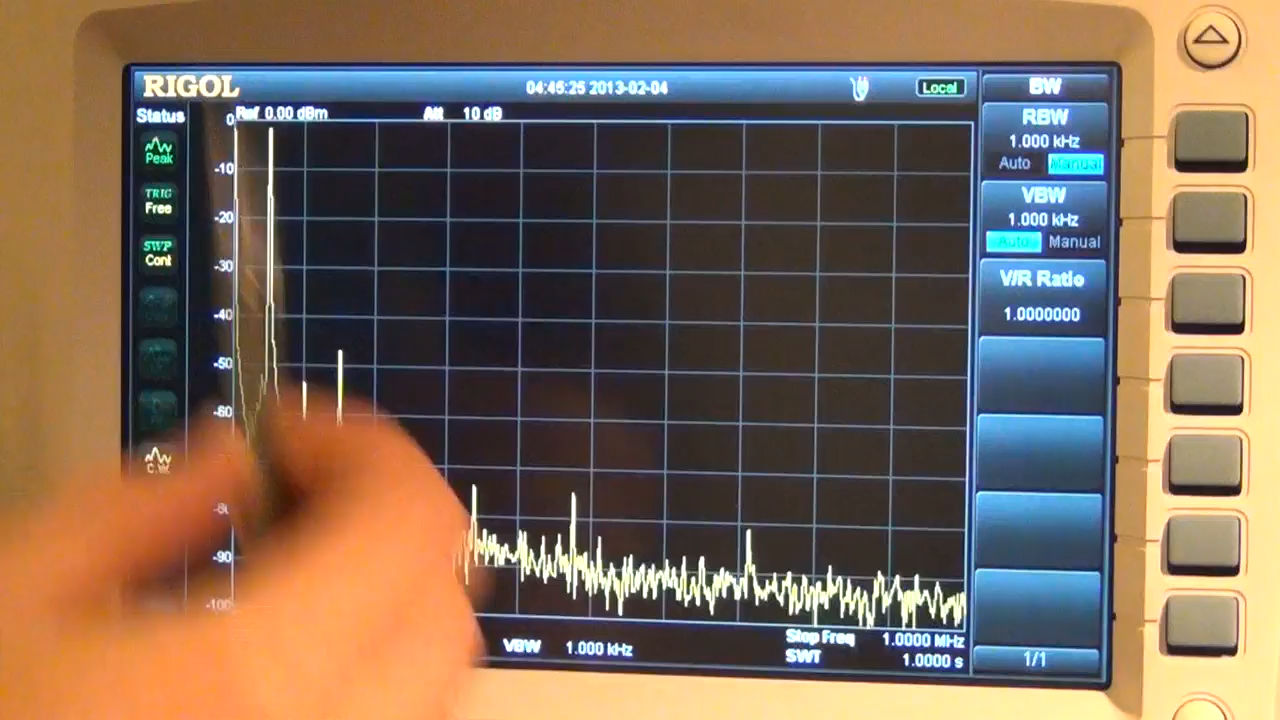 RIGOL
04:45:25 2013-02-04
Local
BW
Status
Ref 0.00 dBm
Att 10 dB
RBW
1.000 kHz
Auto Manual
Peak
TRIG
Free
SWP
Cont
VBW
1.000 kHz
Auto Manual
V/R Ratio
1.0000000
0
-10
-20
-30
-40
-50
-60
-90
-100
VBW 1.000 kHz
Stop Freq 1.0000 MHz
SWT 1.0000 s
1/1